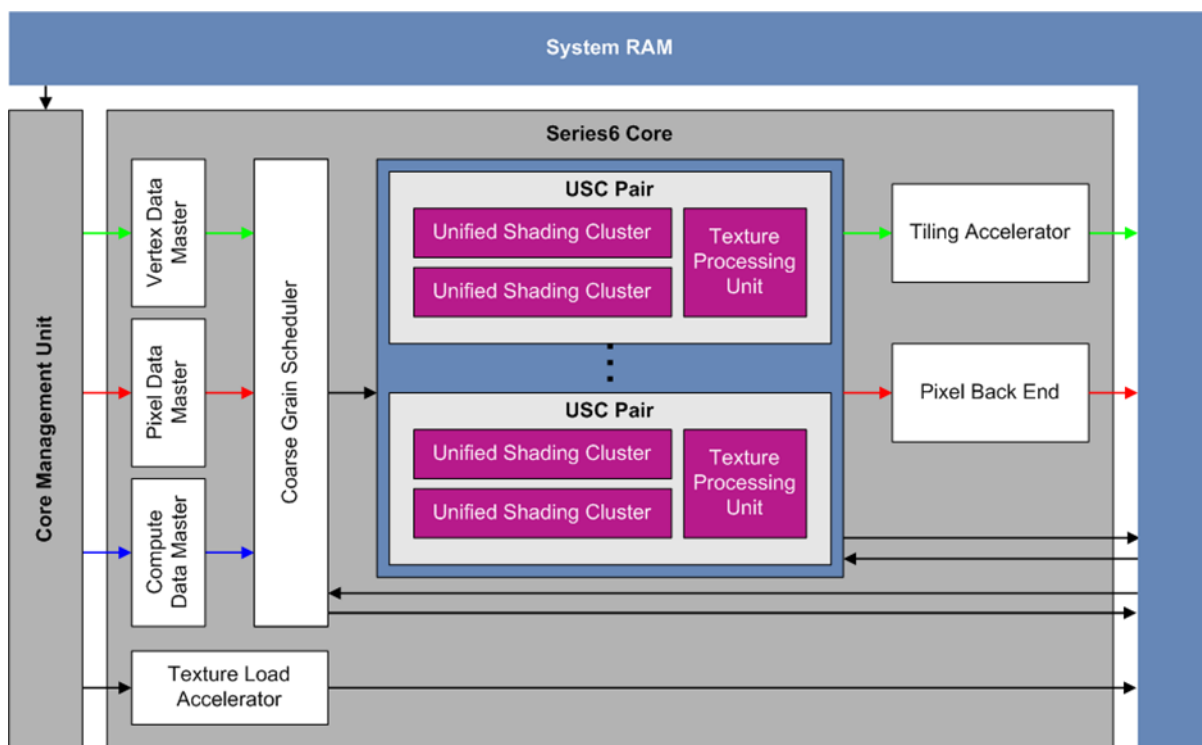 System RAM
Series6 Core
Core Management Unit
Vertex Data
Master
Pixel Data
Master
Compute
Data Master
Coarse Grain Scheduler
USC Pair
Unified Shading Cluster
Unified Shading Cluster
Texture
Processing
Unit
USC Pair
Unified Shading Cluster
Unified Shading Cluster
Texture
Processing
Unit
Tiling Accelerator
Pixel Back End
Texture Load
Accelerator